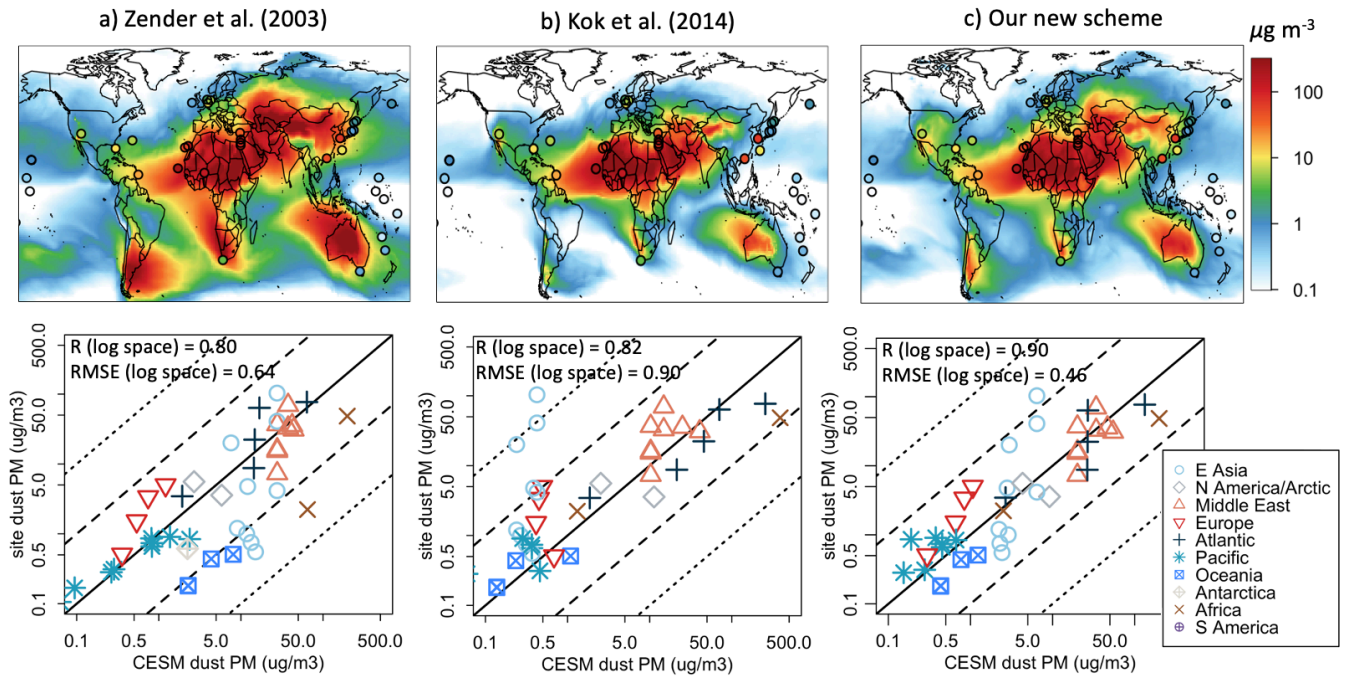 a) Zender et al. (2003)
b) Kok et al. (2014)
c) Our new scheme
µg m-3
100
10
1
0.1
R (log space) = 0.80
RMSE (log space) = 0.64
site dust PM (ug/m3)
500.0
50.0
5.0
0.5
0.1
0.1 0.5 5.0 50.0 500.0
CESM dust PM (ug/m3)
R (log space) = 0.82
RMSE (log space) = 0.90
site dust PM (ug/m3)
500.0
50.0
5.0
0.5
0.1
0.1 0.5 5.0 50.0 500.0
CESM dust PM (ug/m3)
R (log space) = 0.90
RMSE (log space) = 0.46
site dust PM (ug/m3)
500.0
50.0
5.0
0.5
0.1
0.1 0.5 5.0 50.0
CESM dust PM (ug/m3)
E Asia
N America/Arctic
Middle East
Europe
Atlantic
Pacific
Oceania
Antarctica
Africa
S America